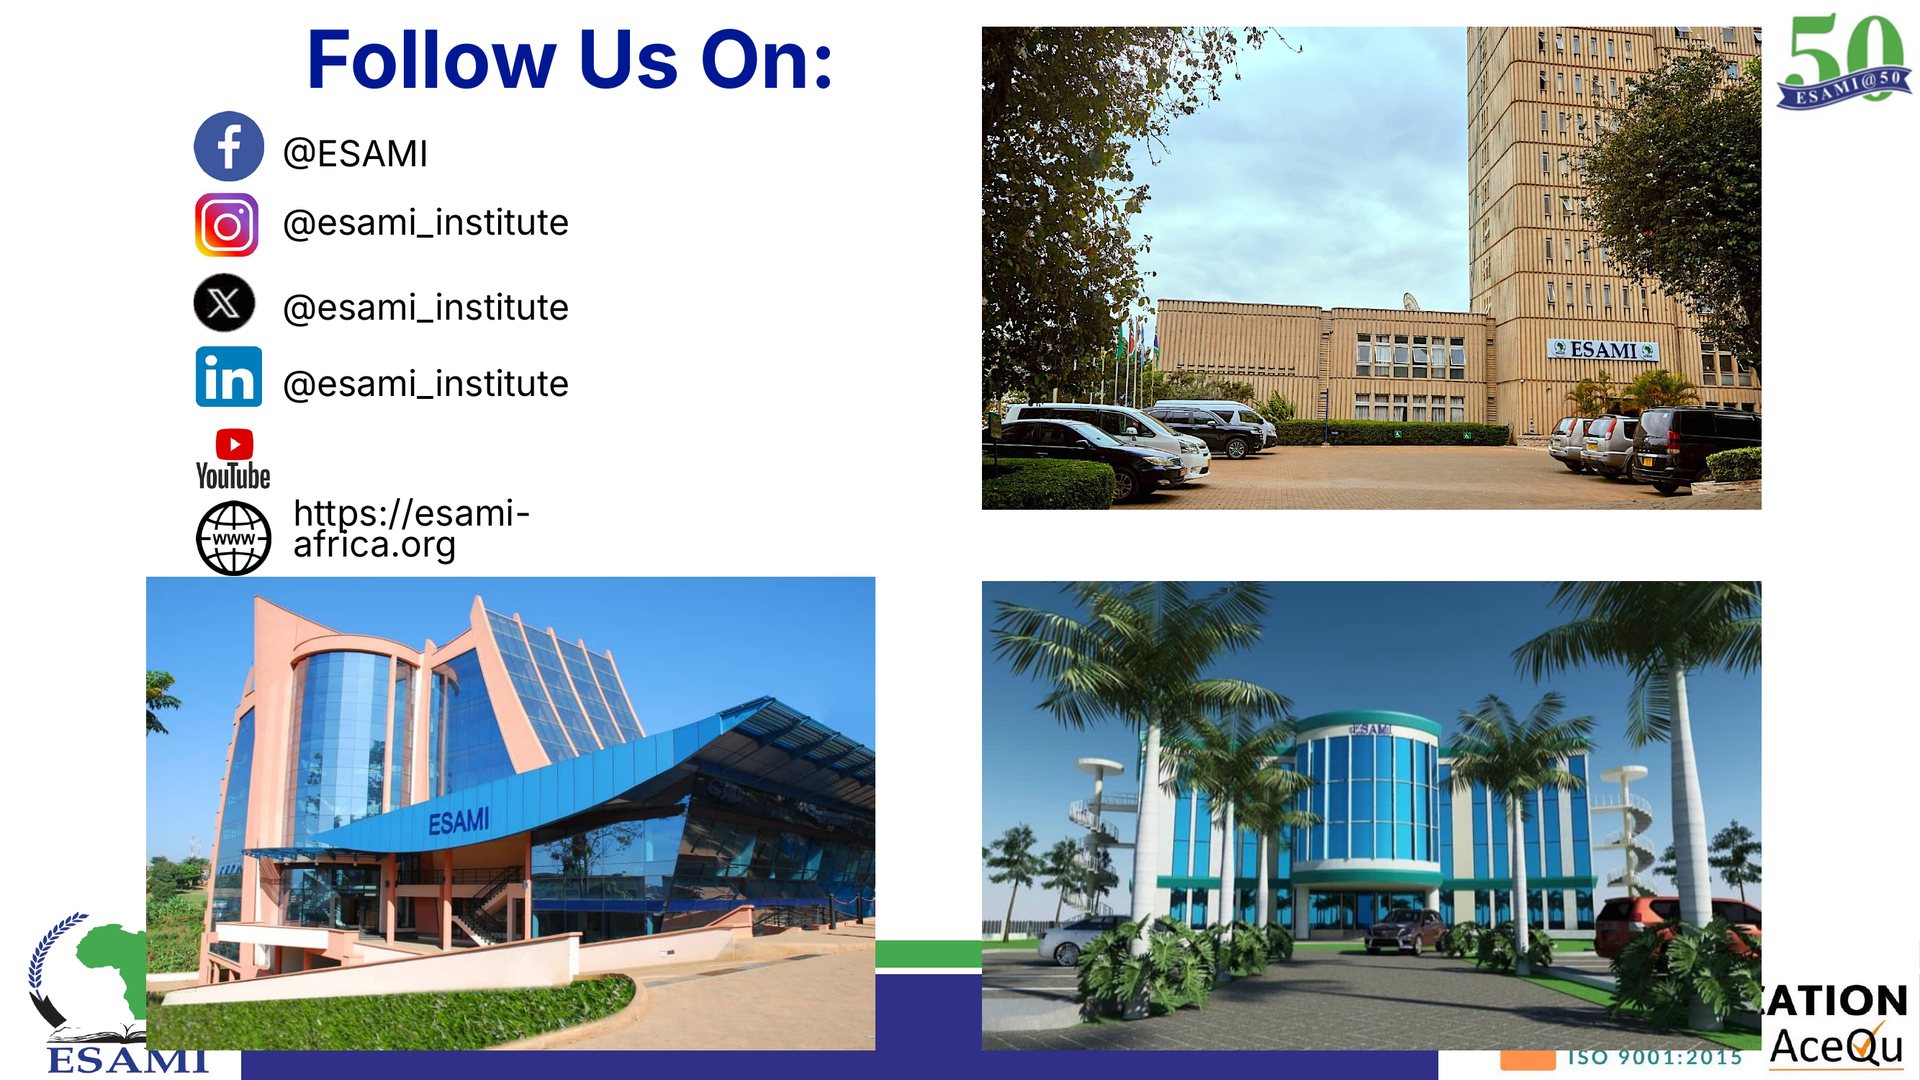 Follow Us On:
@ESAMI
@esami_institute
@esami_institute
@esami_institute
YouTube
www
https://esami-
africa.org
50
ESAMI@50
ESAMI
ESAMI
ESAMI
ESAMI
CATION
AceQu
ISO 9001:2015